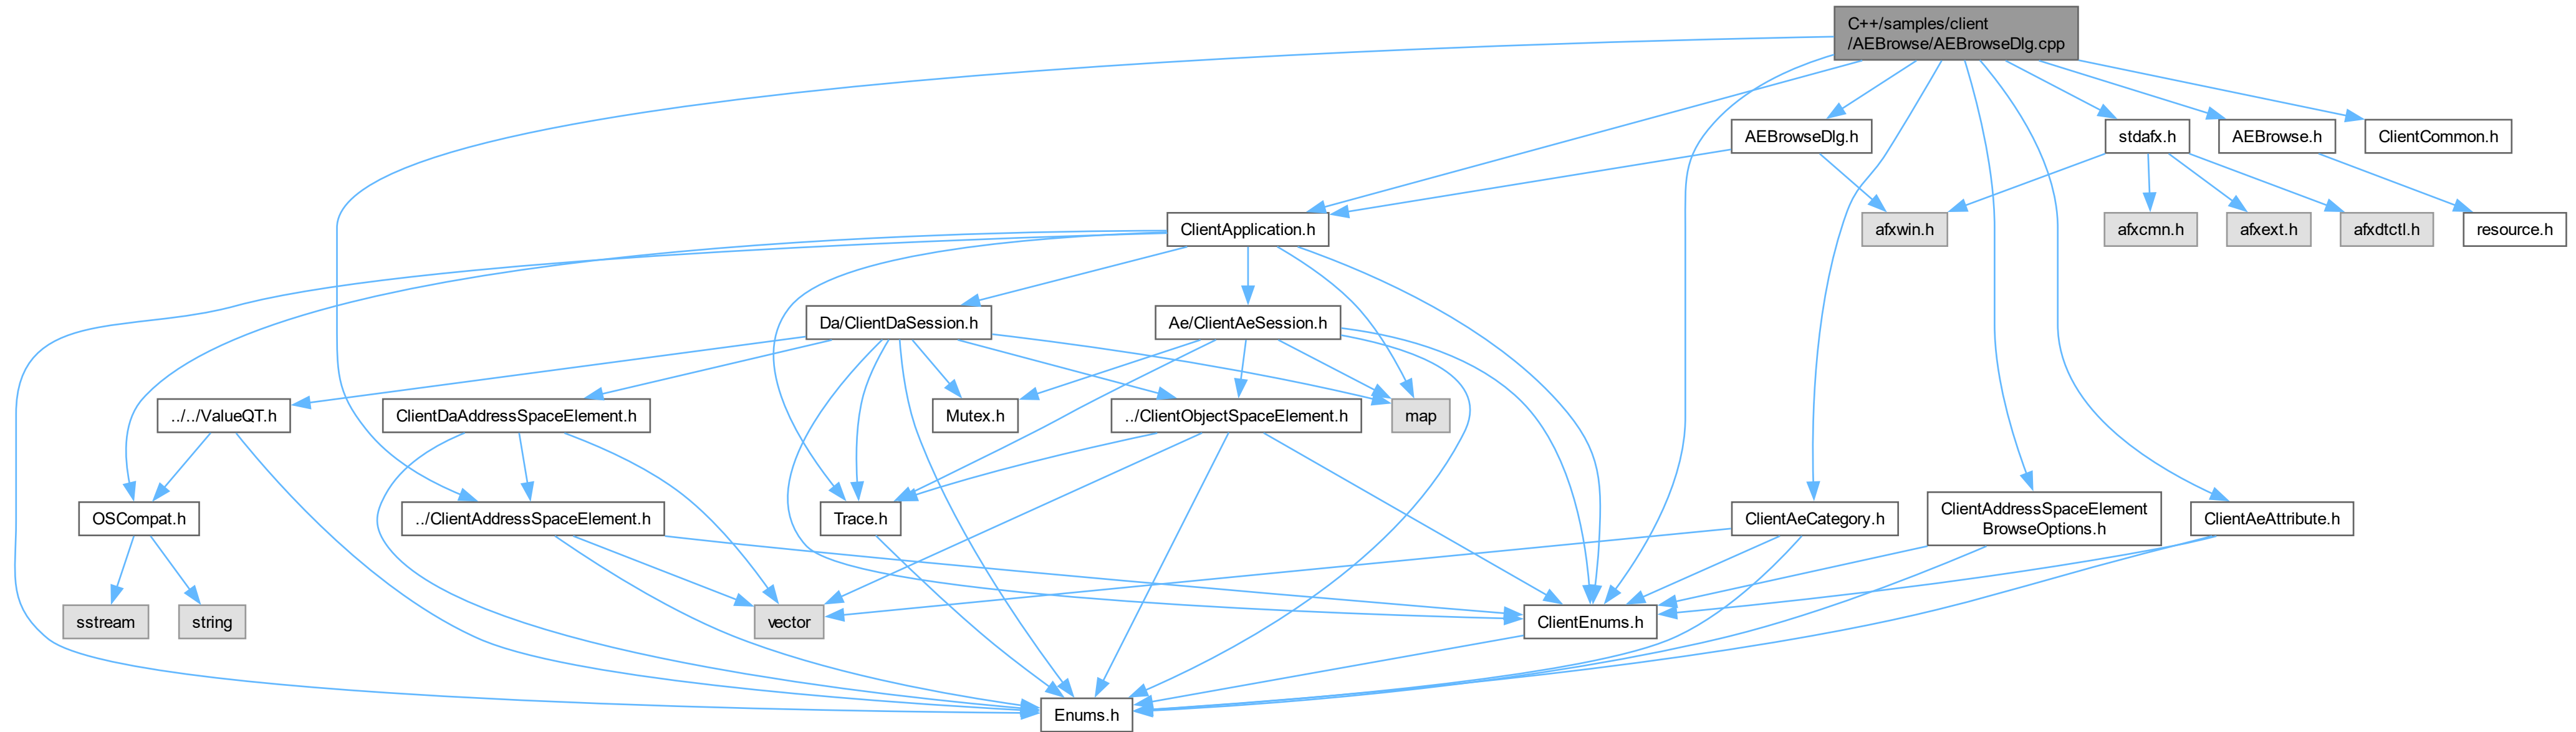 C++/samples/client
/AEBrowse/AEBrowseDlg.cpp
AEBrowseDlg.h
stdafx.h
AEBrowse.h
ClientCommon.h
ClientApplication.h
afxwin.h
afxcmn.h
afxext.h
afxdtctl.h
resource.h
Da/ClientDaSession.h
Ae/ClientAeSession.h
../../ValueQT.h
ClientDaAddressSpaceElement.h
Mutex.h
../ClientObjectSpaceElement.h
map
OSCompat.h
../ClientAddressSpaceElement.h
Trace.h
ClientAeCategory.h
ClientAddressSpaceElement
BrowseOptions.h
ClientAeAttribute.h
sstream
string
vector
ClientEnums.h
Enums.h